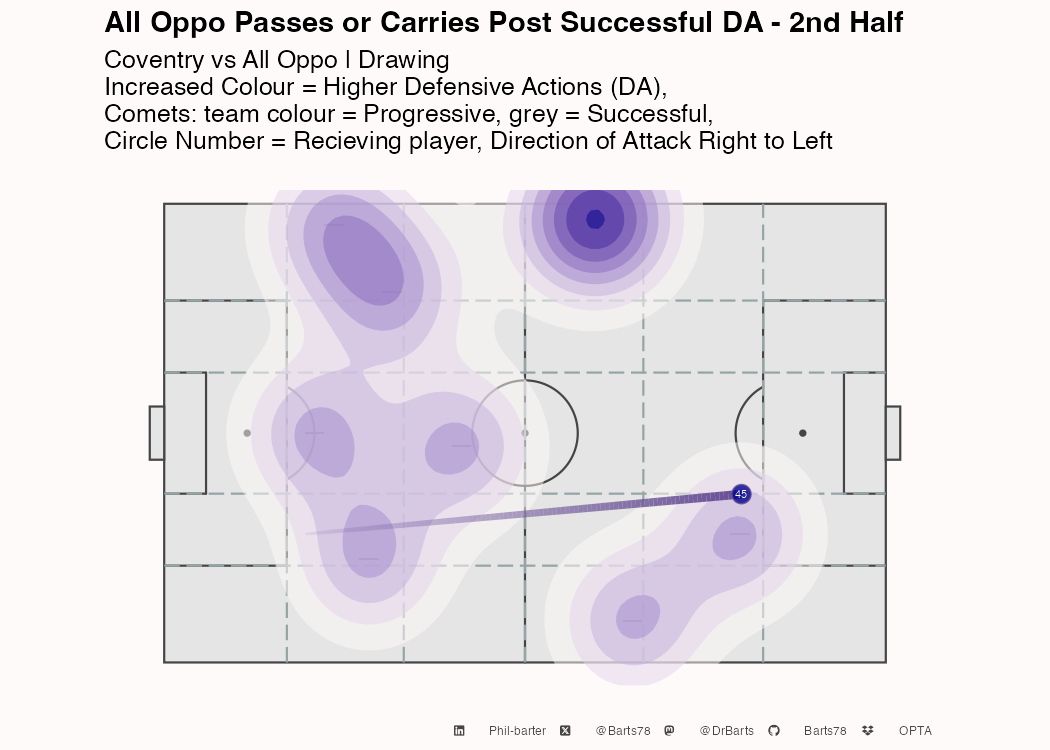 All Oppo Passes or Carries Post Successful DA - 2nd Half
Coventry vs All Oppo | Drawing
Increased Colour = Higher Defensive Actions (DA),
Comets: team colour = Progressive, grey = Successful,
Circle Number = Recieving player, Direction of Attack Right to Left
45
Phil-barter @Barts78 @DrBarts Barts78 OPTA